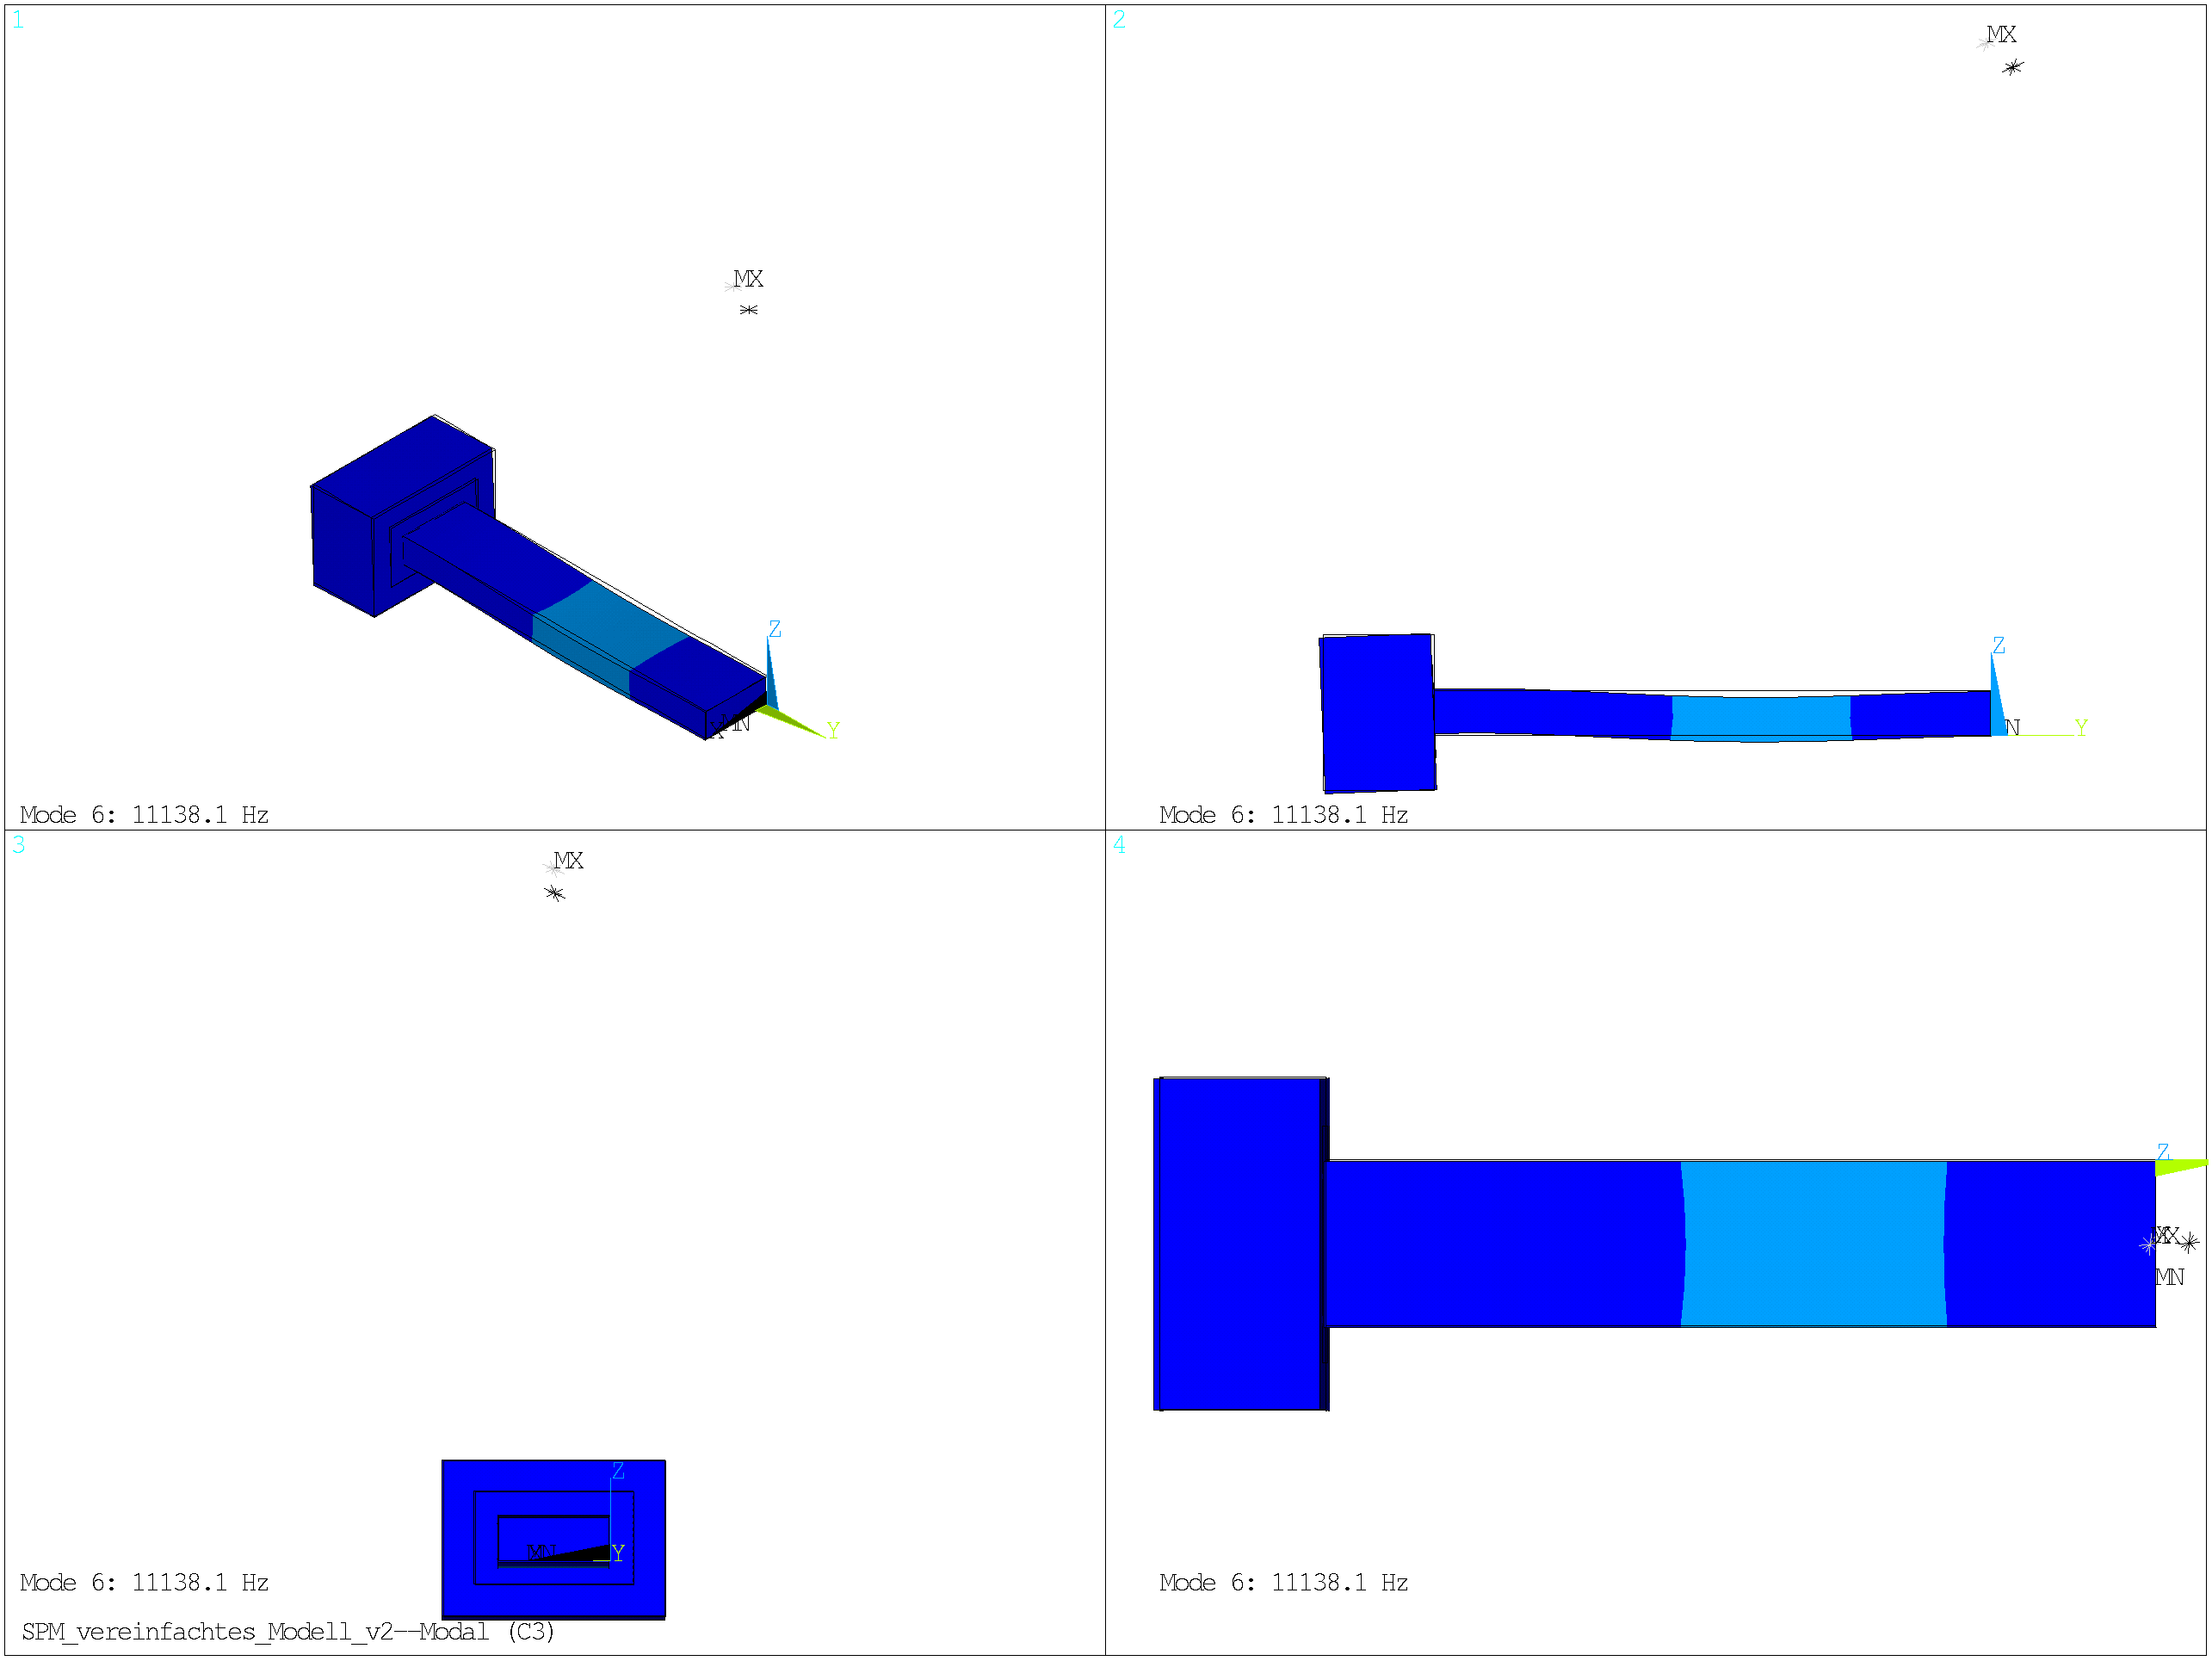 1
MX
Z
Y
X
MN
Mode 6: 11138.1 Hz
2
MX
Z
N
Y
Mode 6: 11138.1 Hz
3
MX
Z
MN
Y
Mode 6: 11138.1 Hz
SPM_vereinfachtes_Modell_v2--Modal (C3)
4
Z
MN
Mode 6: 11138.1 Hz